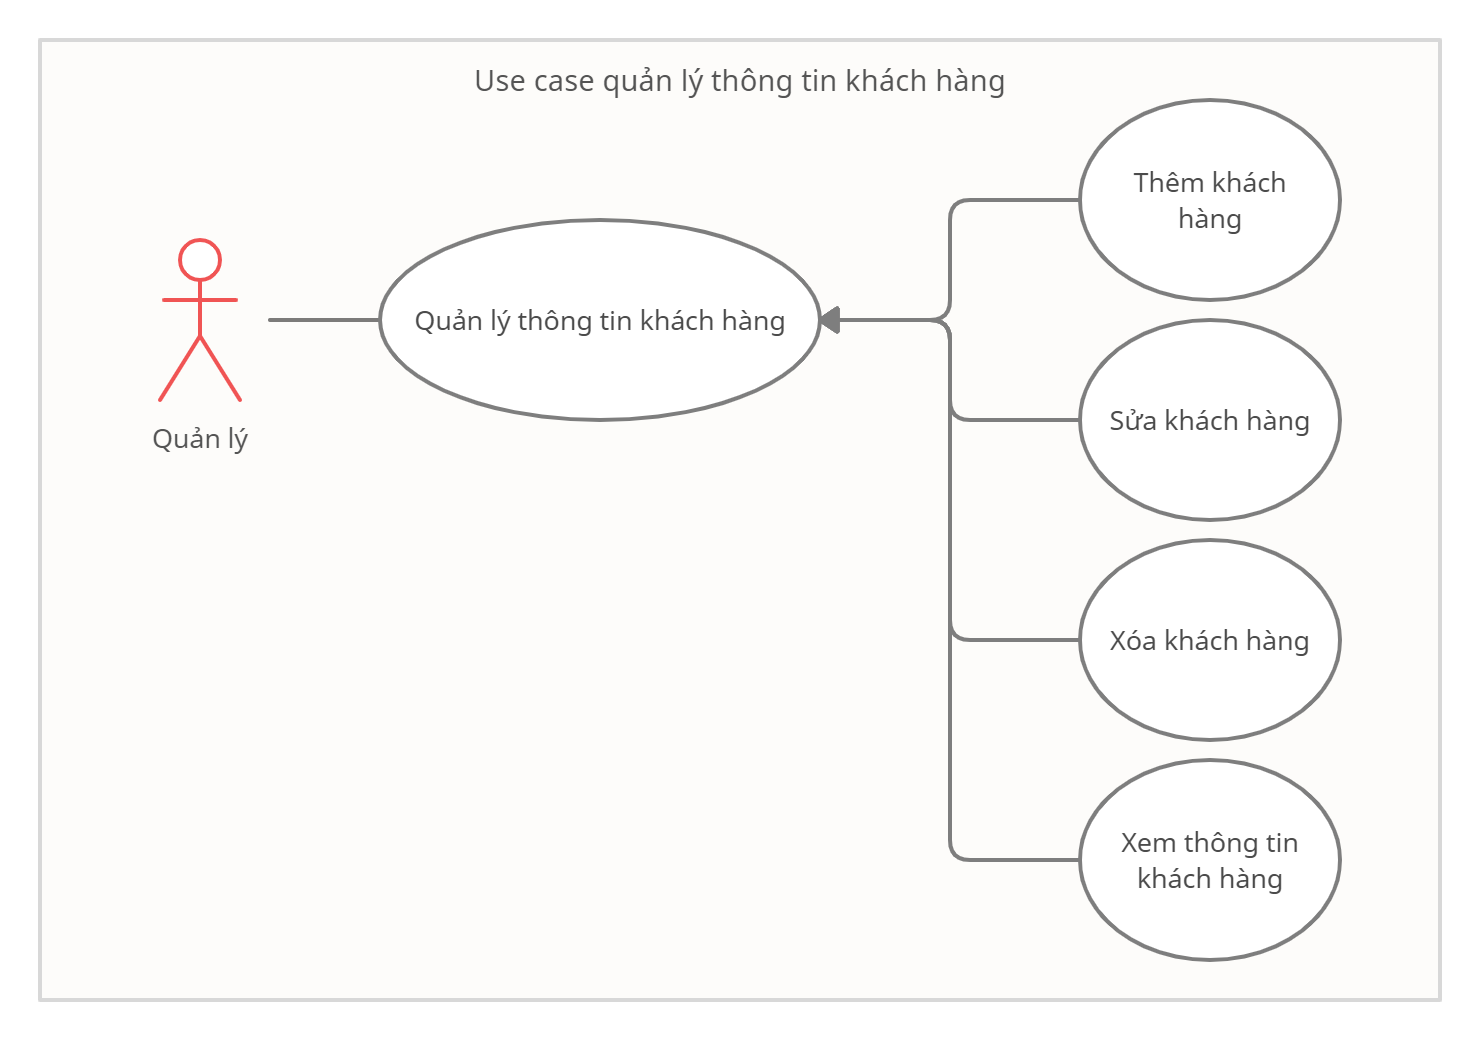 Use case quản lý thông tin khách hàng
Thêm khách
hàng
Quản lý thông tin khách hàng
Sửa khách hàng
Quản lý
Xóa khách hàng
Xem thông tin
khách hàng